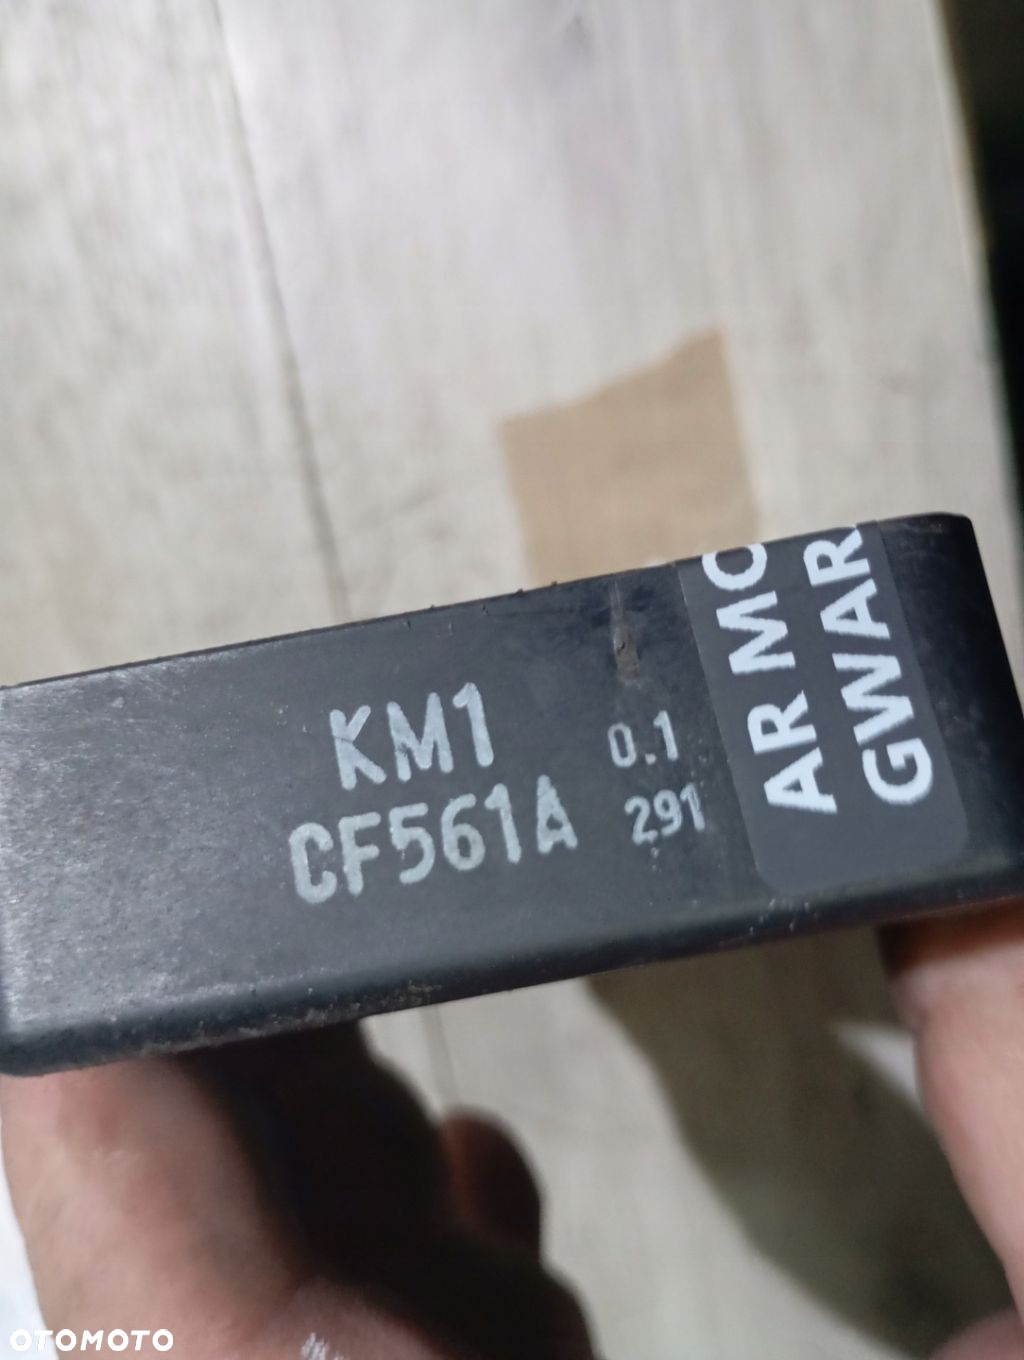 KM1
CF561A
0.1
291
AR MO
GWAR
OTOMOTO